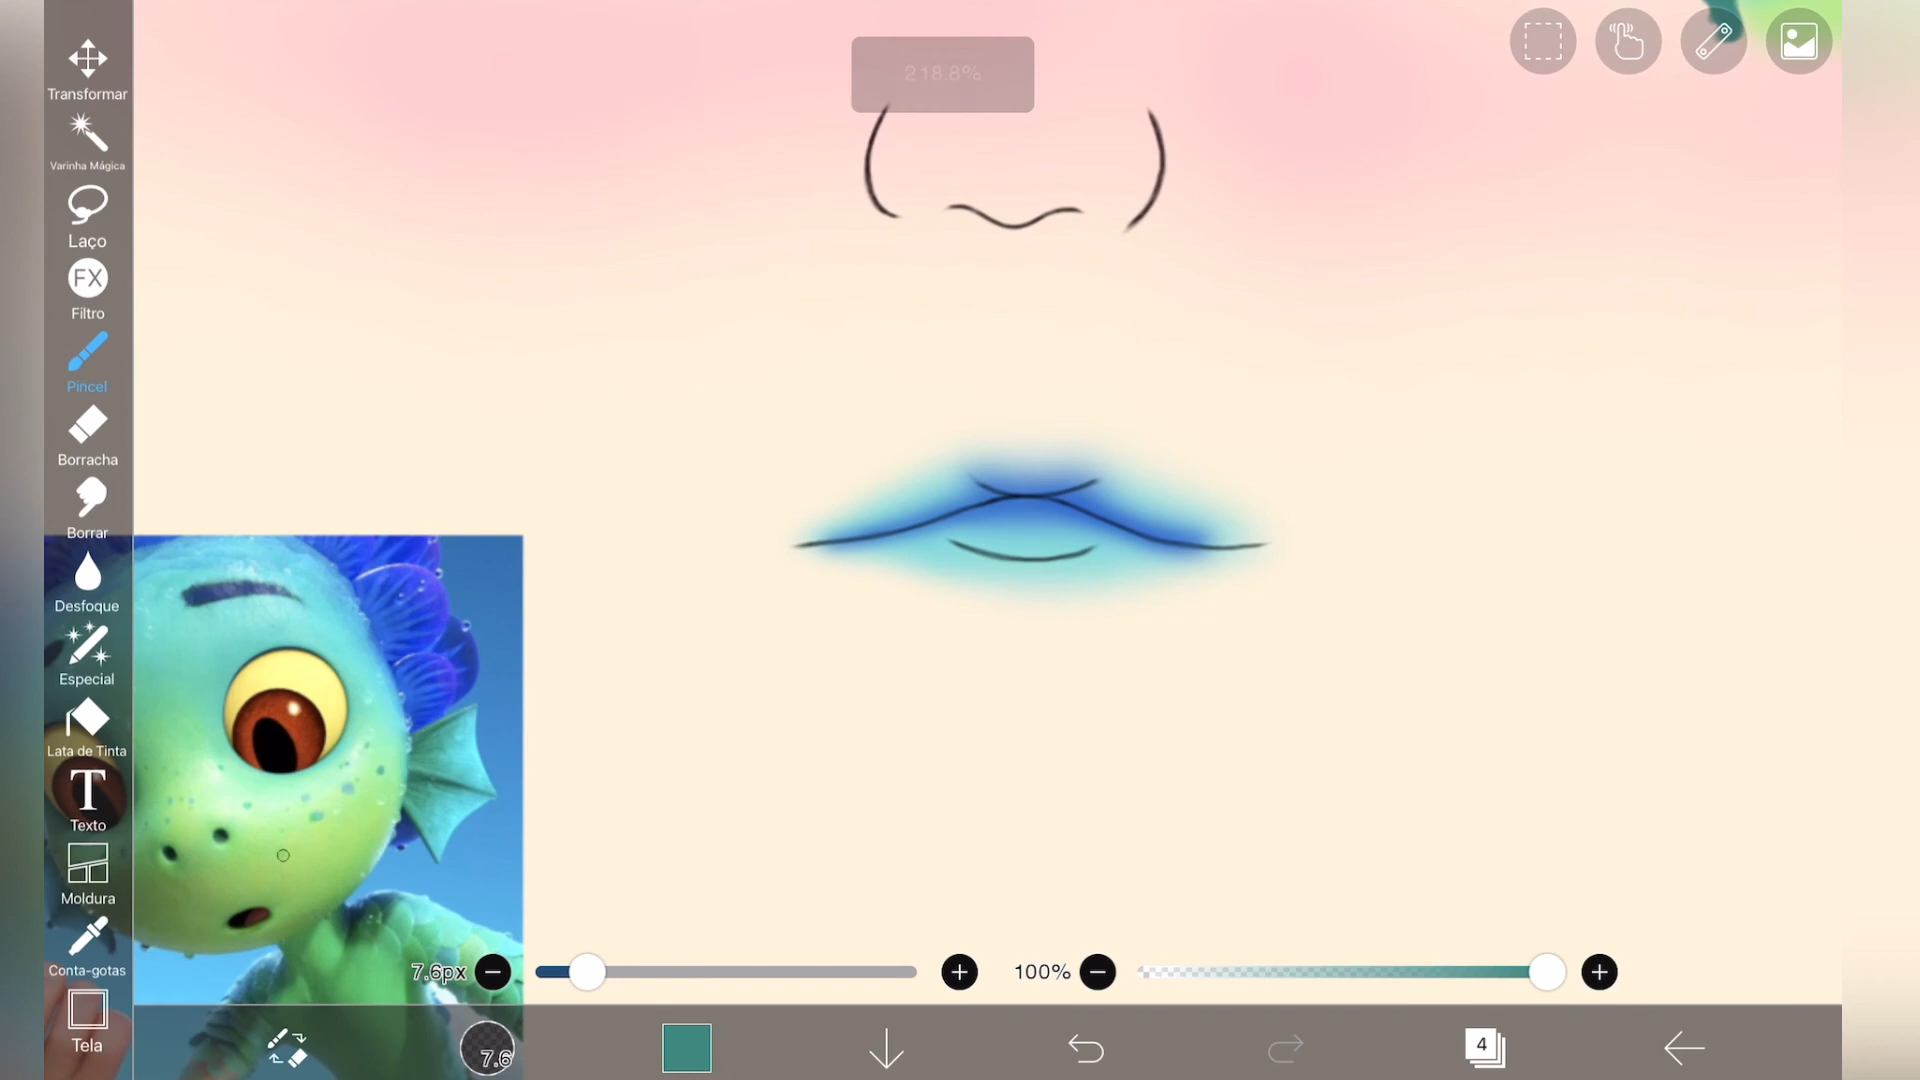 Transformar
Varinha Mágica
Laço
FX
Filtro
Pincel
Borracha
Borrar
Desfoque
Especial
Lata de Tinta
T
Texto
Moldura
Conta-gotas
Tela
218.8%
7.6px
100%
7.6
4